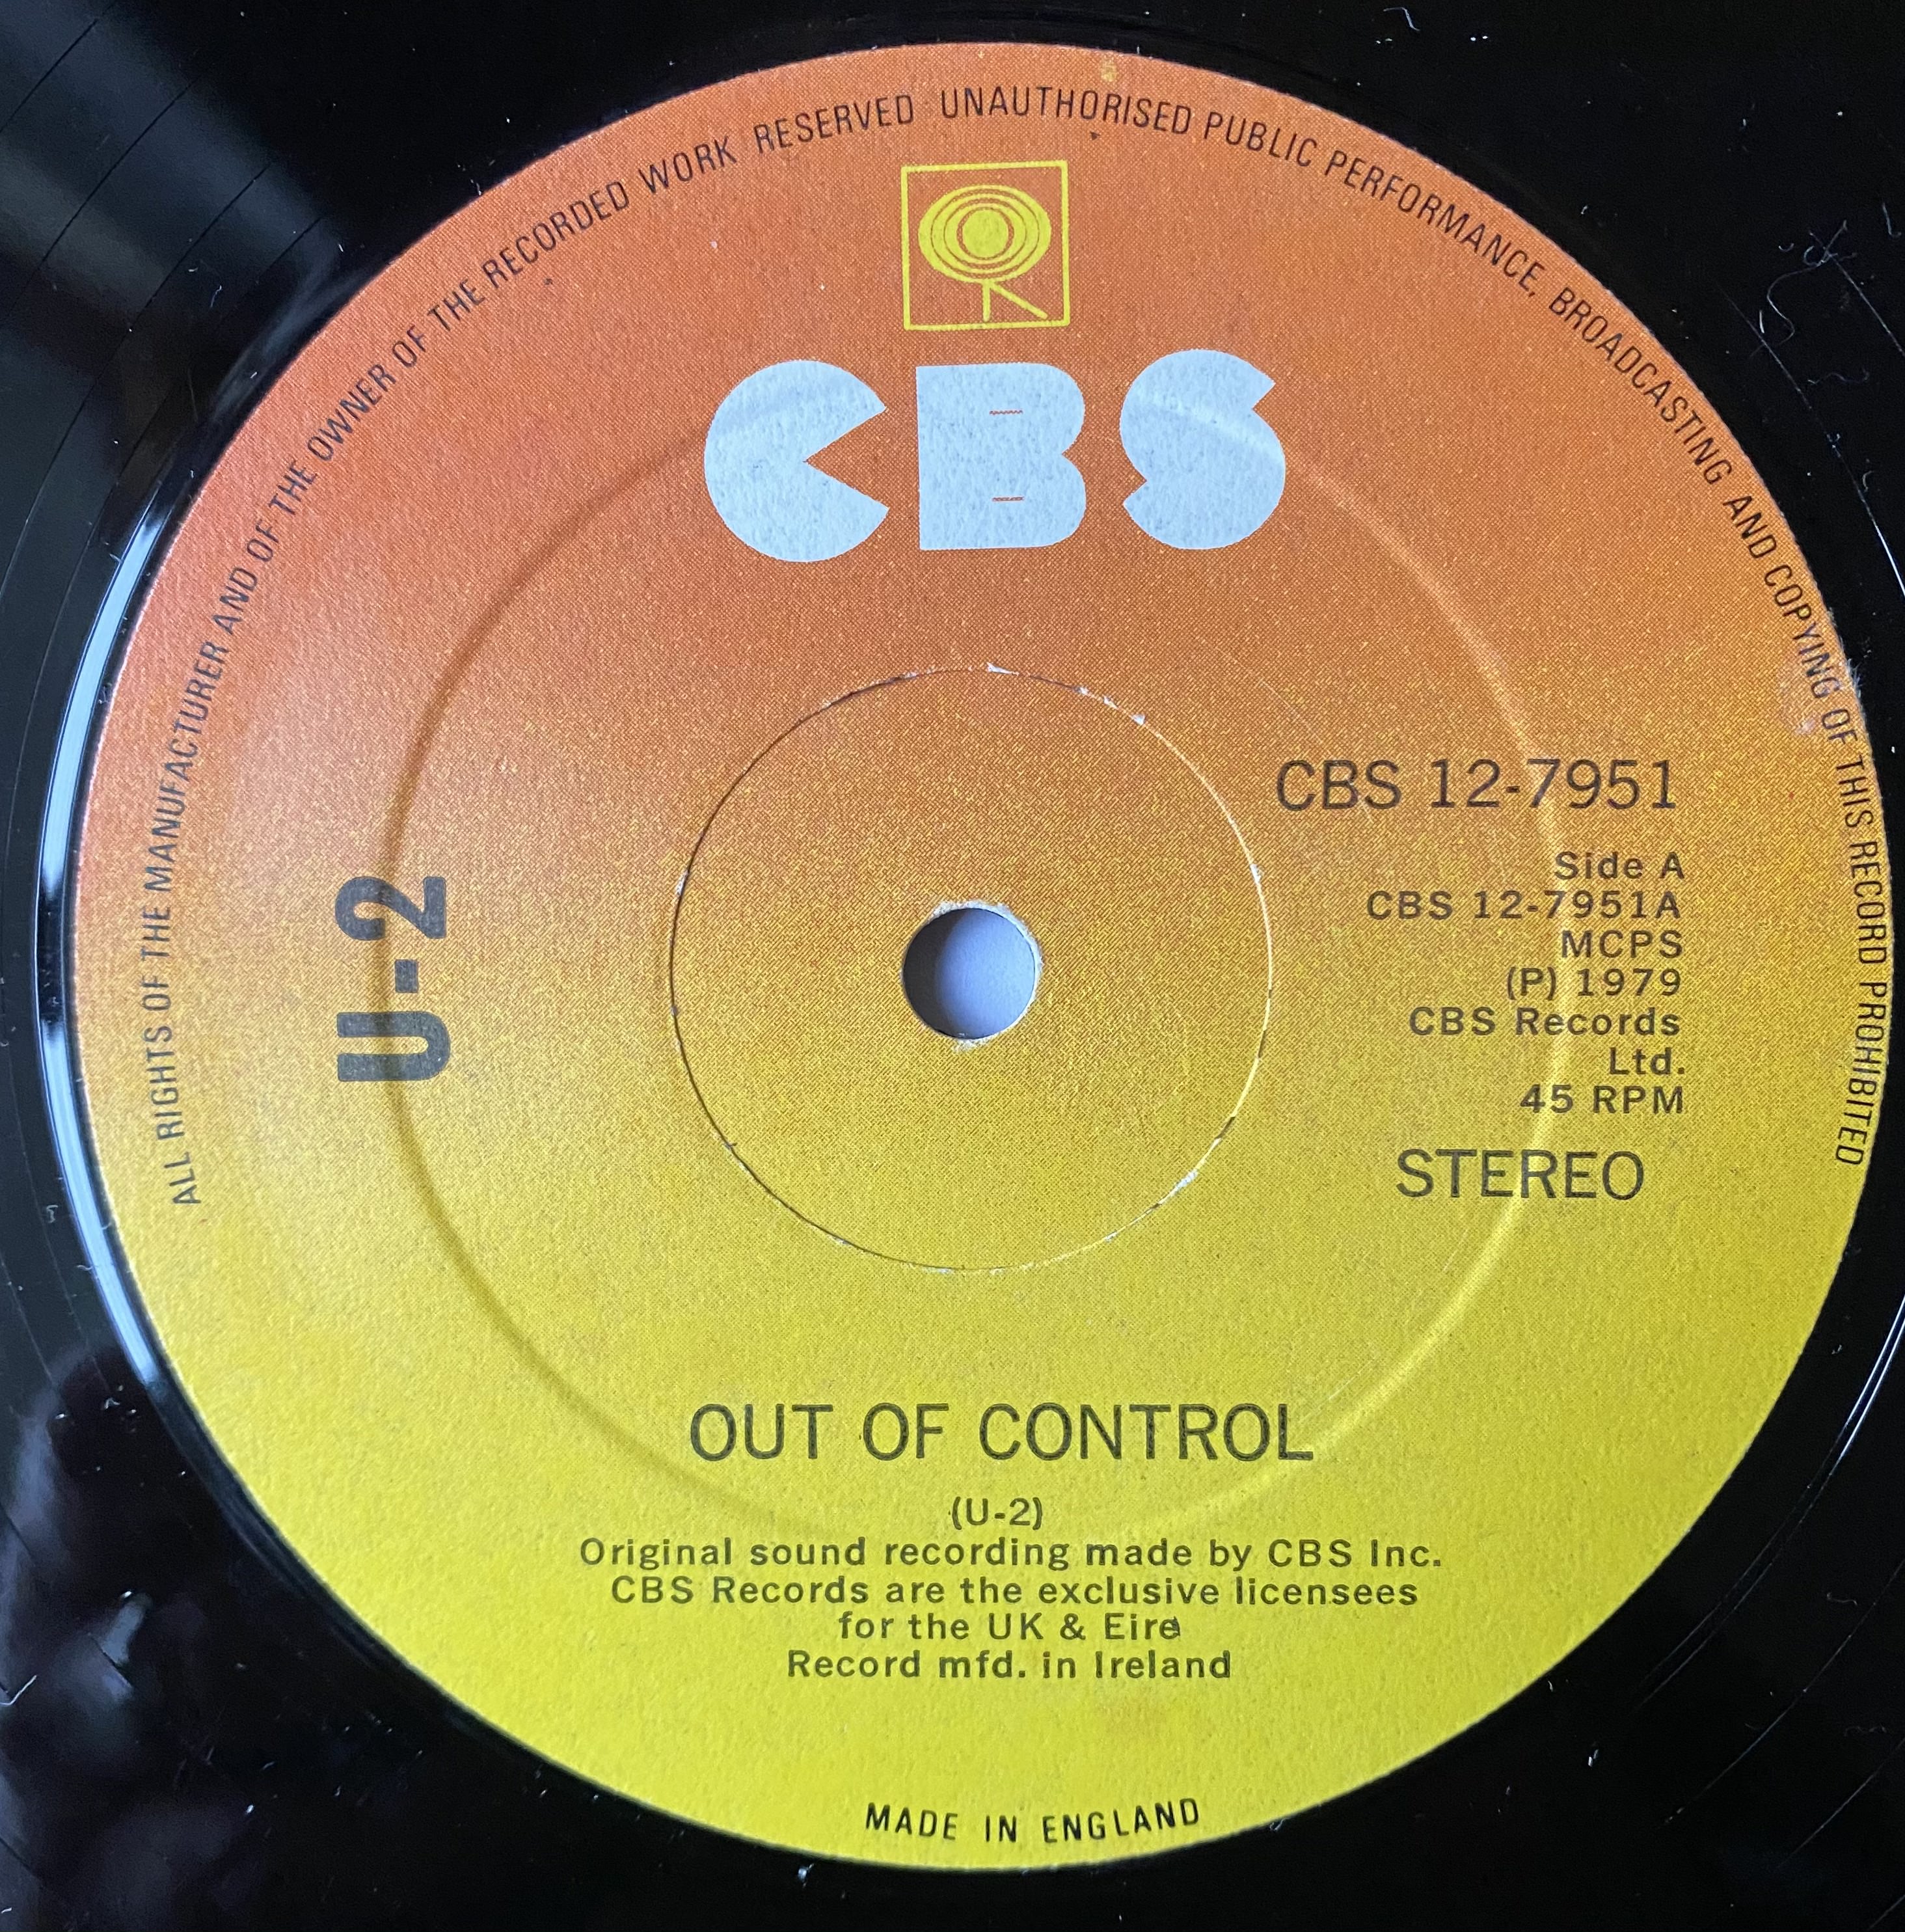 ALL RIGHTS OF THE MANUFACTURER AND OF THE OWNER OF THE RECORDED WORK RESERVED UNAUTHORISED PUBLIC PERFORMANCE, BROADCASTING AND COPYING OF THIS RECORD PROHIBITED
CBS
U-2
CBS 12-7951
Side A
CBS 12-7951A
MCPS
(P) 1979
CBS Records
Ltd.
45 RPM
STEREO
OUT OF CONTROL
(U-2)
Original sound recording made by CBS Inc.
CBS Records are the exclusive licensees
for the UK & Eire
Record mfd. in Ireland
MADE IN ENGLAND